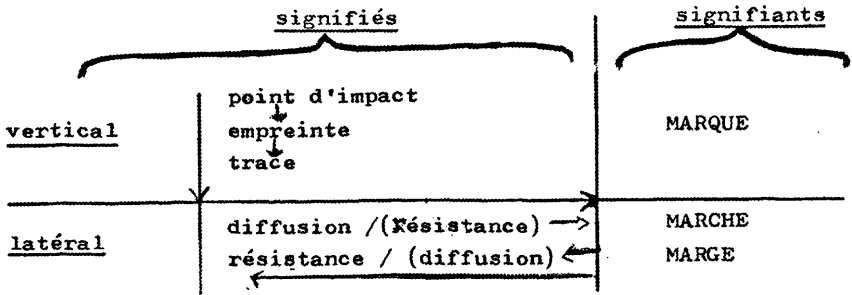 signifiés signifiants
point d'impact
vertical empreinte MARQUE
trace
diffusion /(Résistance) MARCHE
latéral
résistance / (diffusion) MARGE